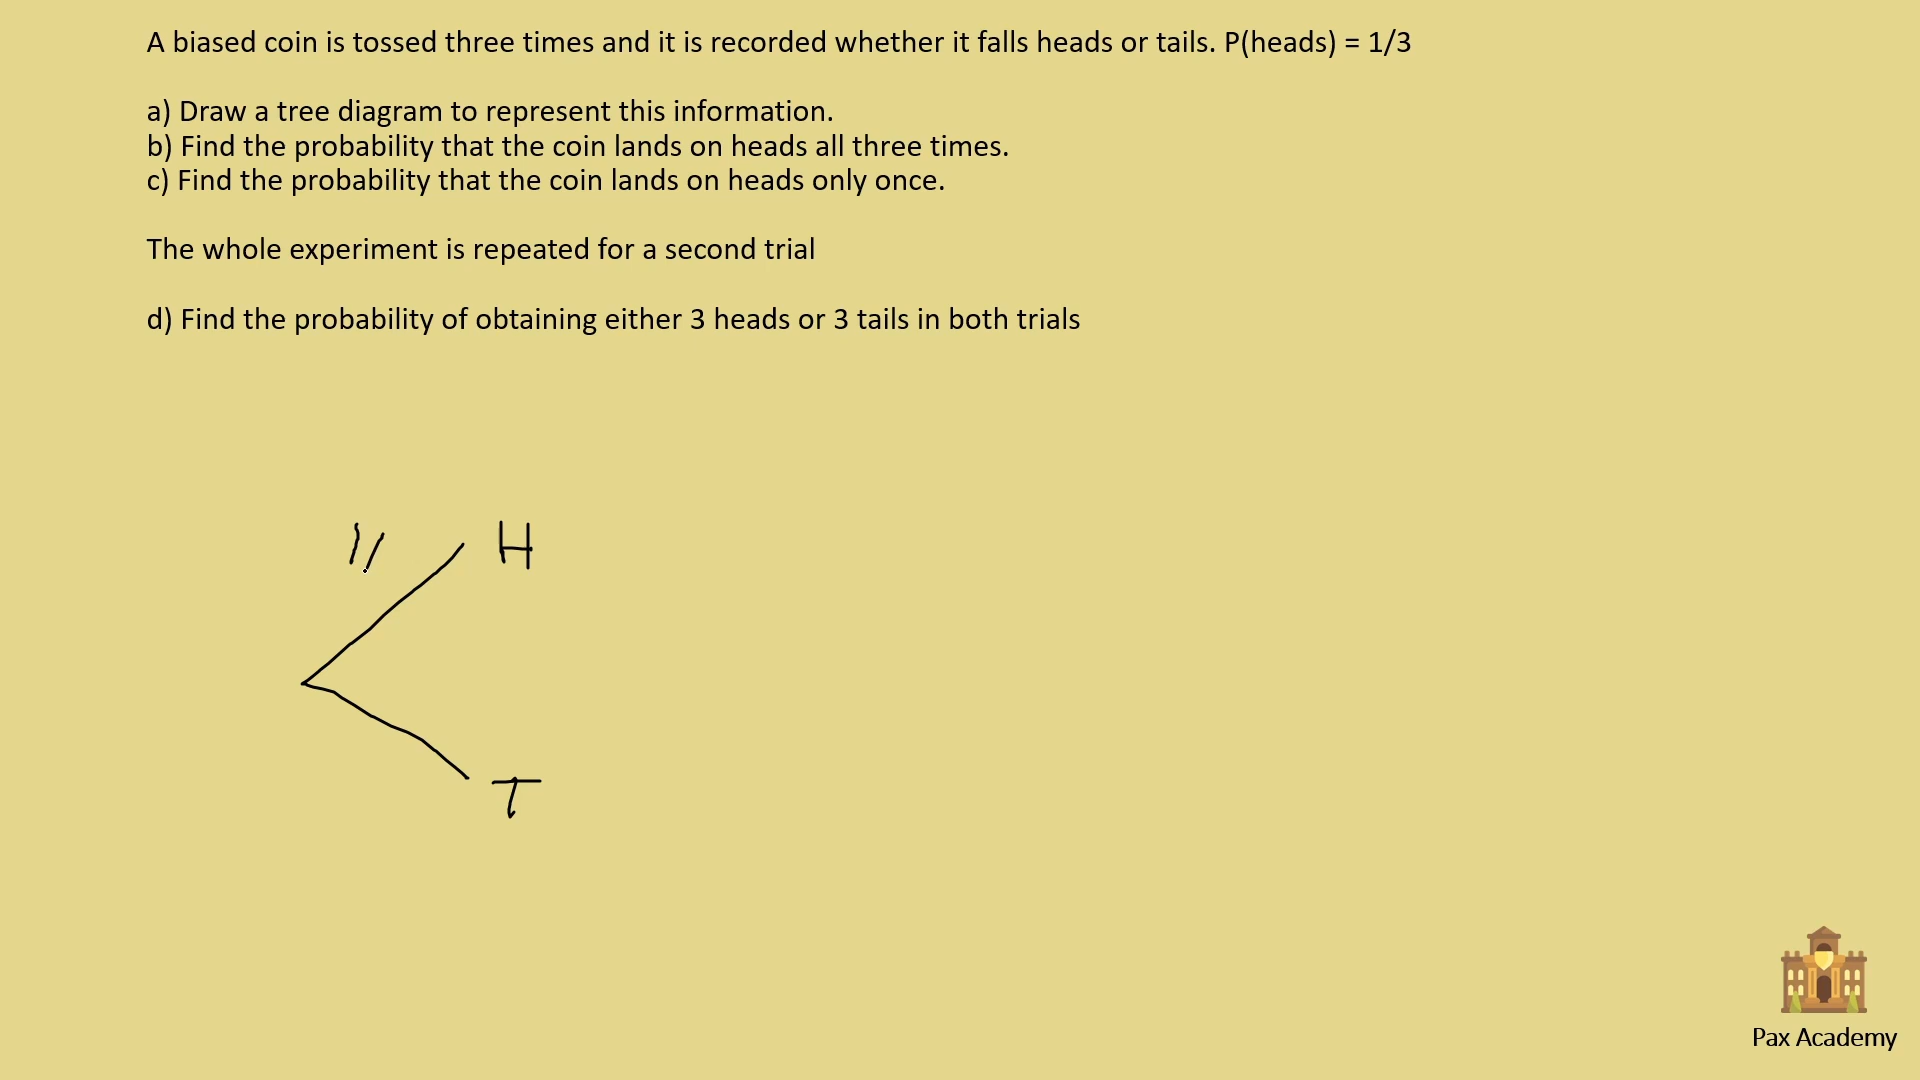 A biased coin is tossed three times and it is recorded whether it falls heads or tails. P(heads) = 1/3
a) Draw a tree diagram to represent this information.
b) Find the probability that the coin lands on heads all three times.
c) Find the probability that the coin lands on heads only once.
The whole experiment is repeated for a second trial
d) Find the probability of obtaining either 3 heads or 3 tails in both trials
1/ H
T
Pax Academy